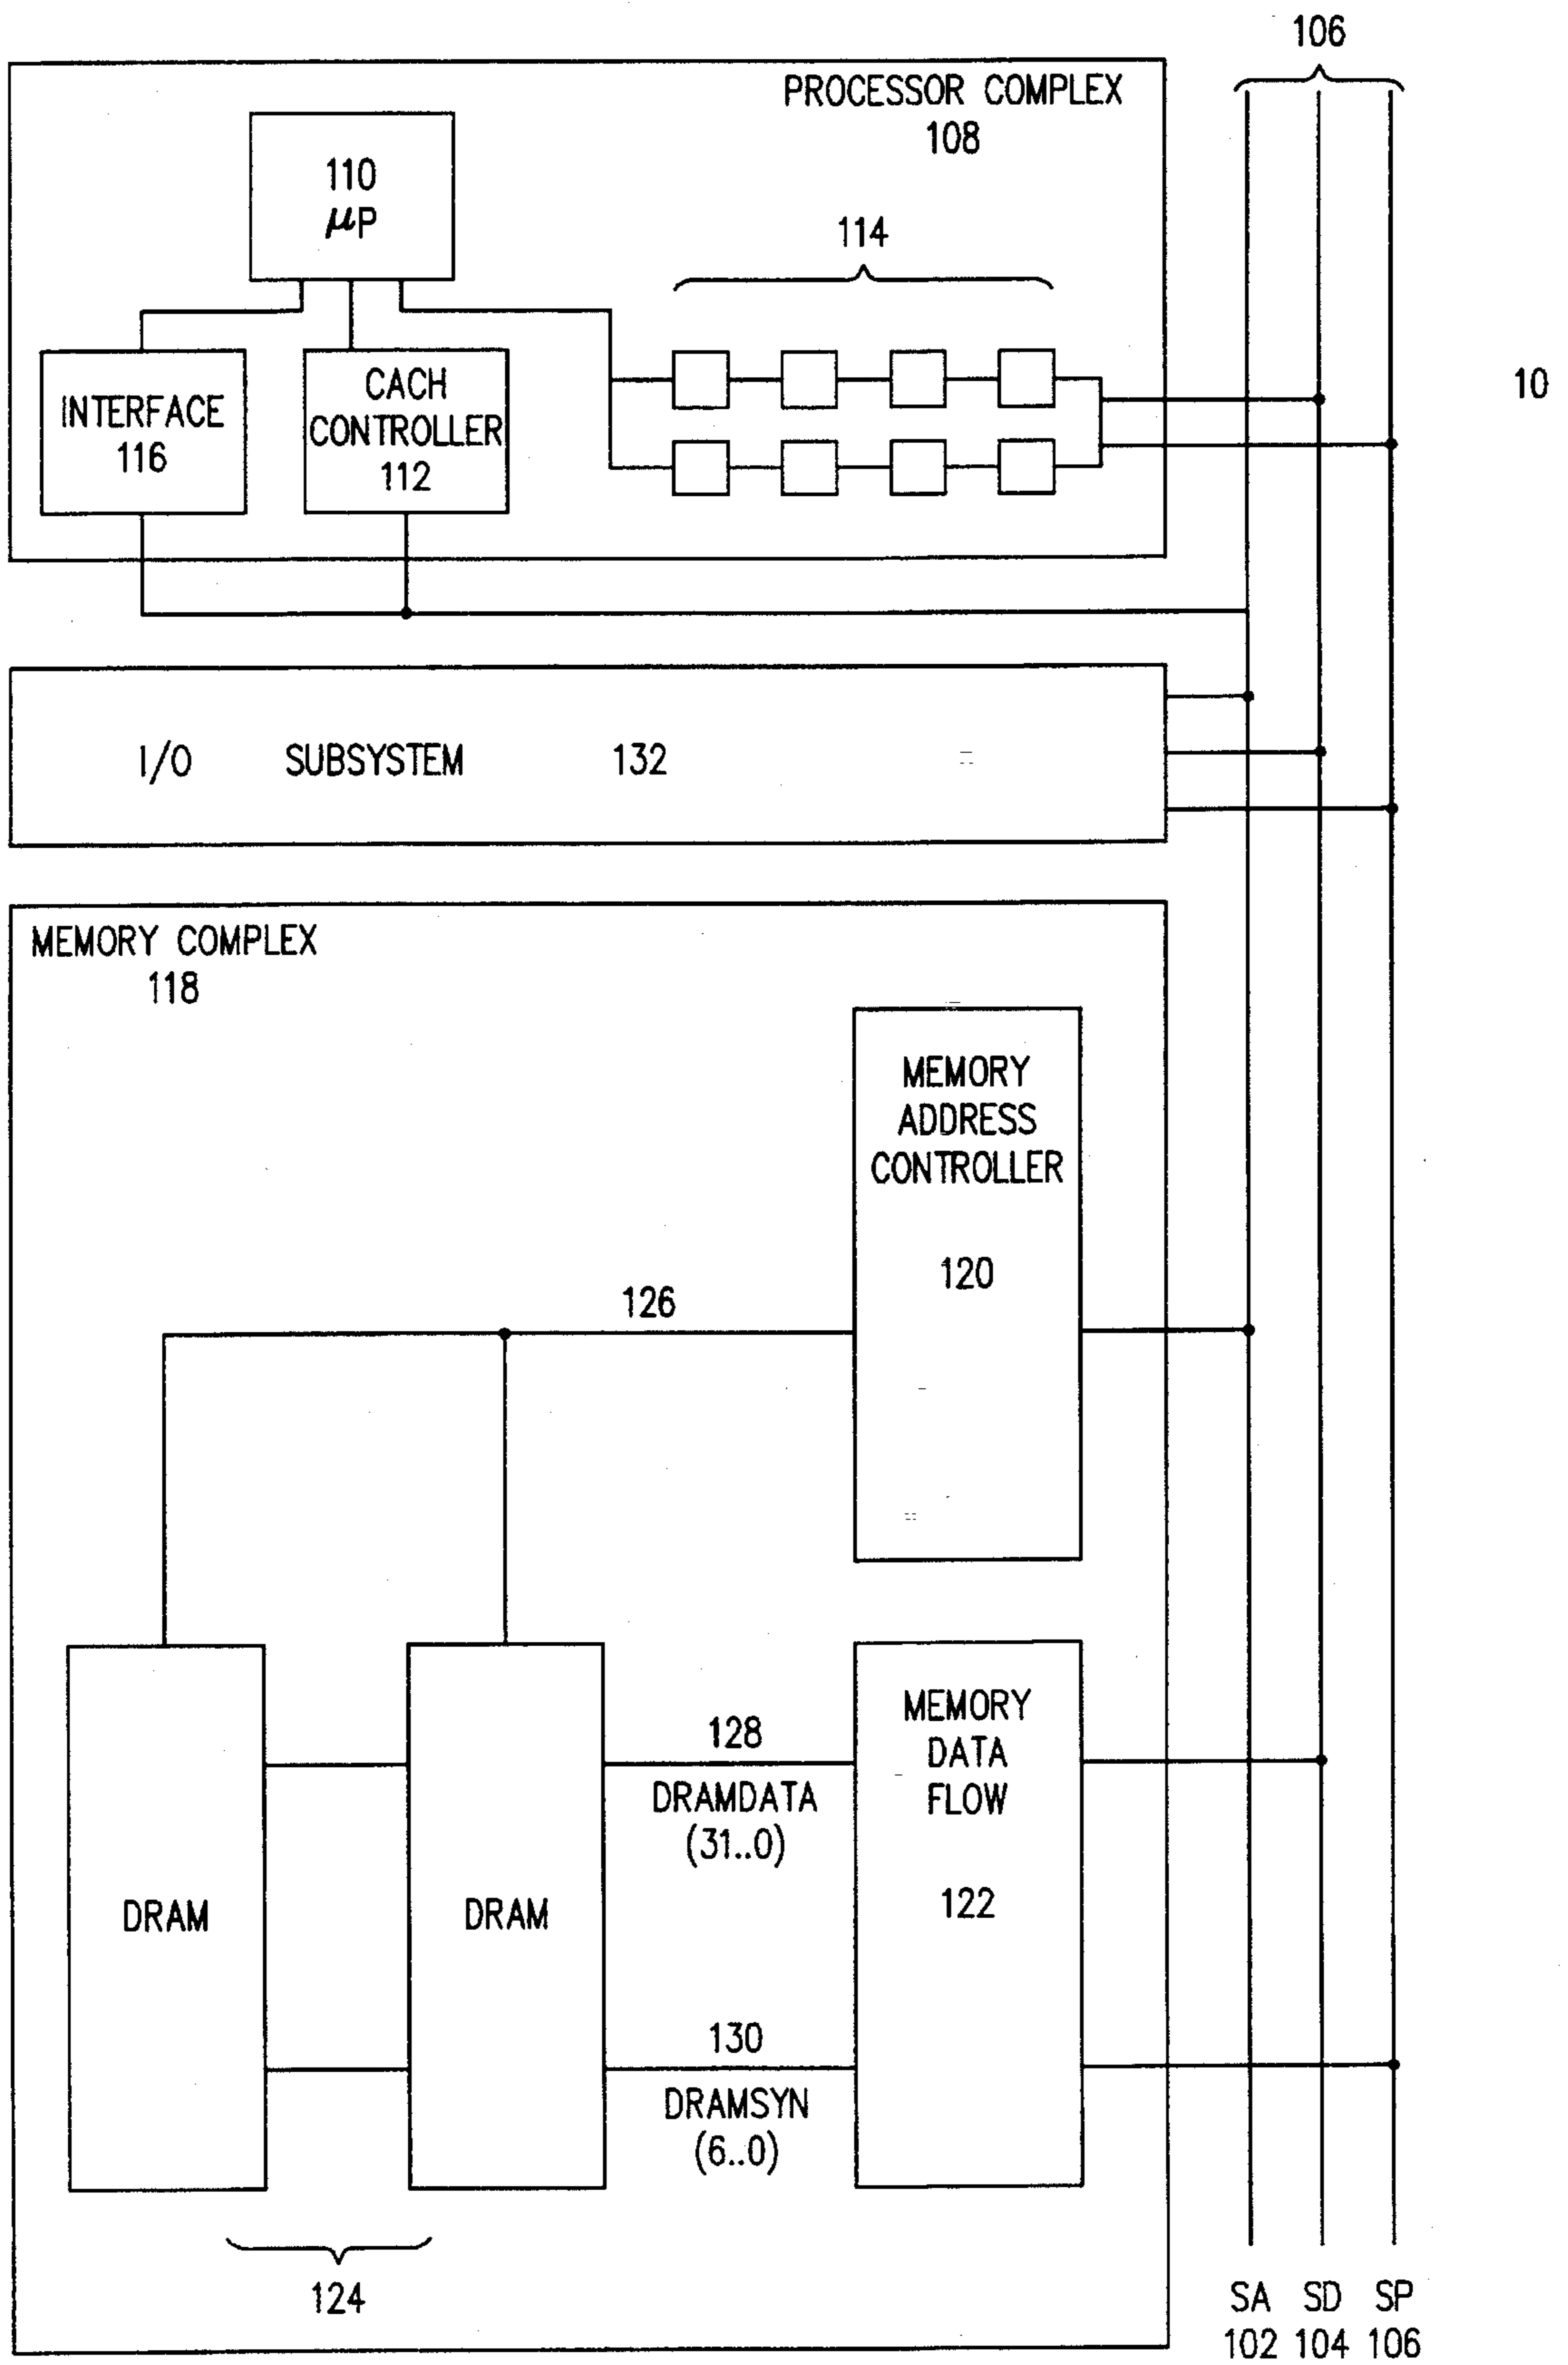 106
PROCESSOR COMPLEX
108
110
μP
114
10
INTERFACE
116
CACH
CONTROLLER
112
I/O SUBSYSTEM 132
MEMORY COMPLEX
118
MEMORY
ADDRESS
CONTROLLER
120
126
128
DRAMDATA
(31..0)
MEMORY
DATA
FLOW
122
DRAM
DRAM
130
DRAMSYN
(6..0)
124
SA SD SP
102 104 106